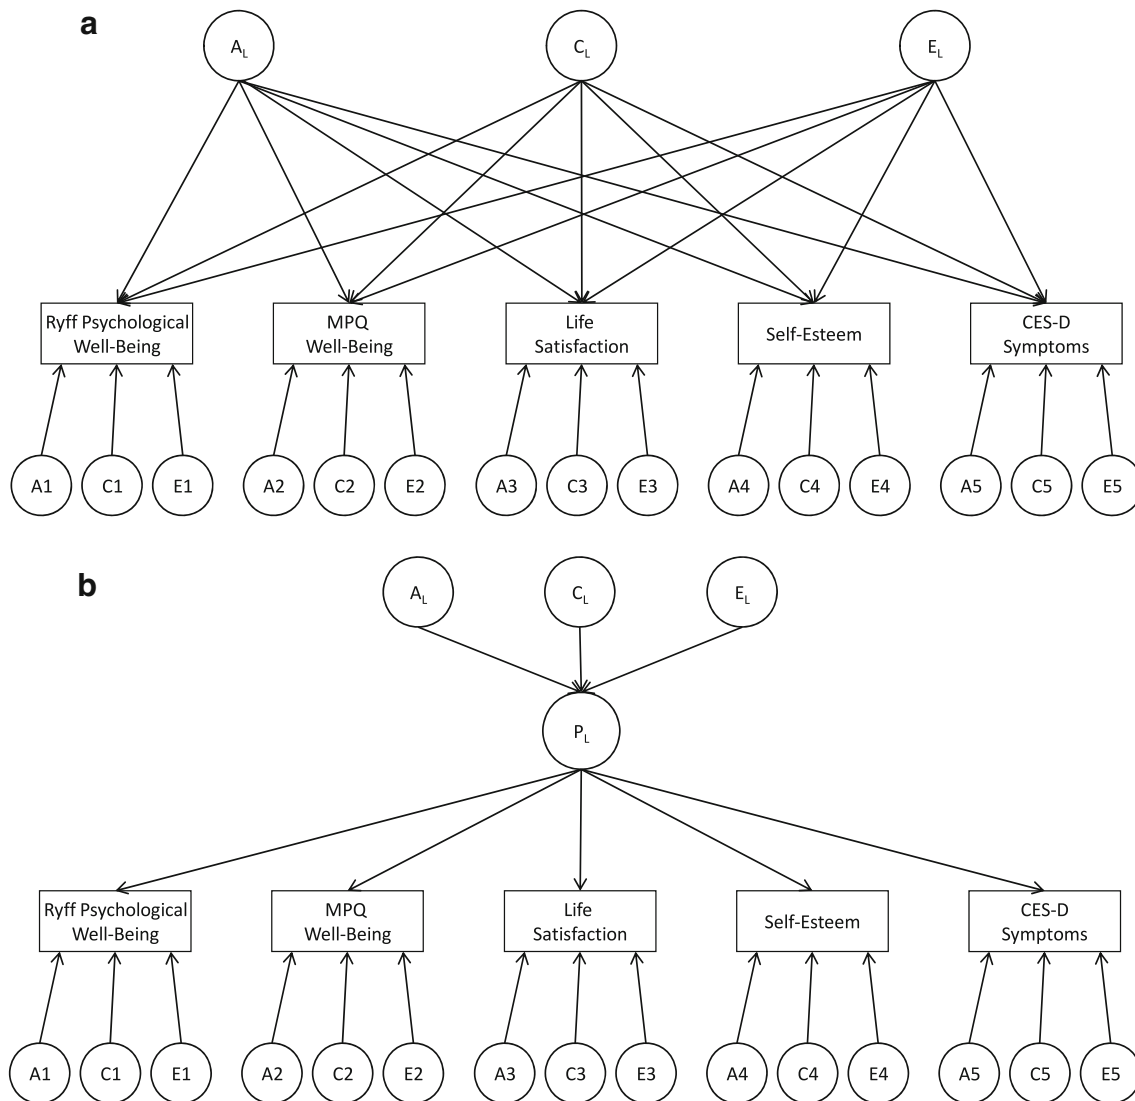 a
A_L C_L E_L
Ryff Psychological Well-Being
MPQ Well-Being
Life Satisfaction
Self-Esteem
CES-D Symptoms
A1 C1 E1 A2 C2 E2 A3 C3 E3 A4 C4 E4 A5 C5 E5
b
A_L C_L E_L
P_L
Ryff Psychological Well-Being
MPQ Well-Being
Life Satisfaction
Self-Esteem
CES-D Symptoms
A1 C1 E1 A2 C2 E2 A3 C3 E3 A4 C4 E4 A5 C5 E5